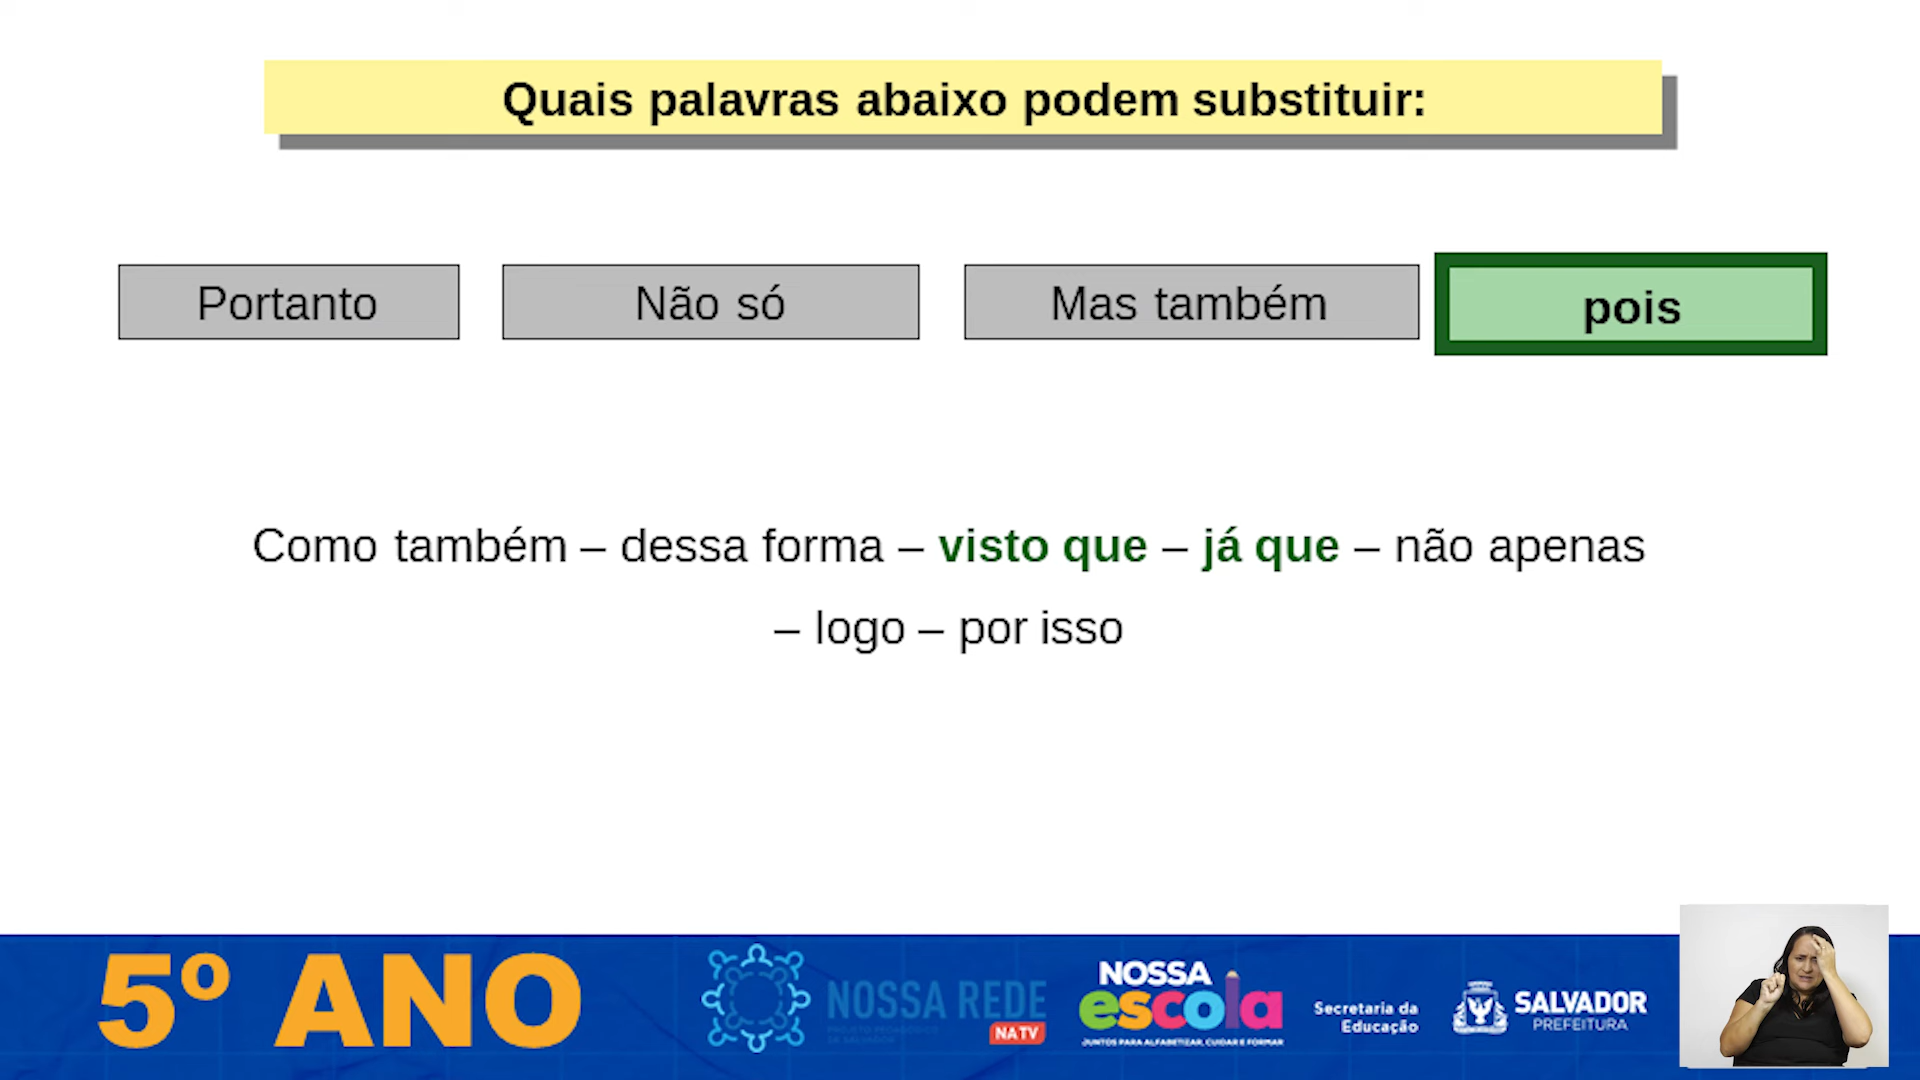 Quais palavras abaixo podem substituir:
Portanto
Não só
Mas também
pois
Como também – dessa forma – visto que – já que – não apenas
– logo – por isso
5º ANO
NOSSA REDE
NA TV
NOSSA
escola
JUNTOS PARA ALFABETIZAR, CUIDAR E FORMAR
Secretaria da
Educação
SALVADOR
PREFEITURA